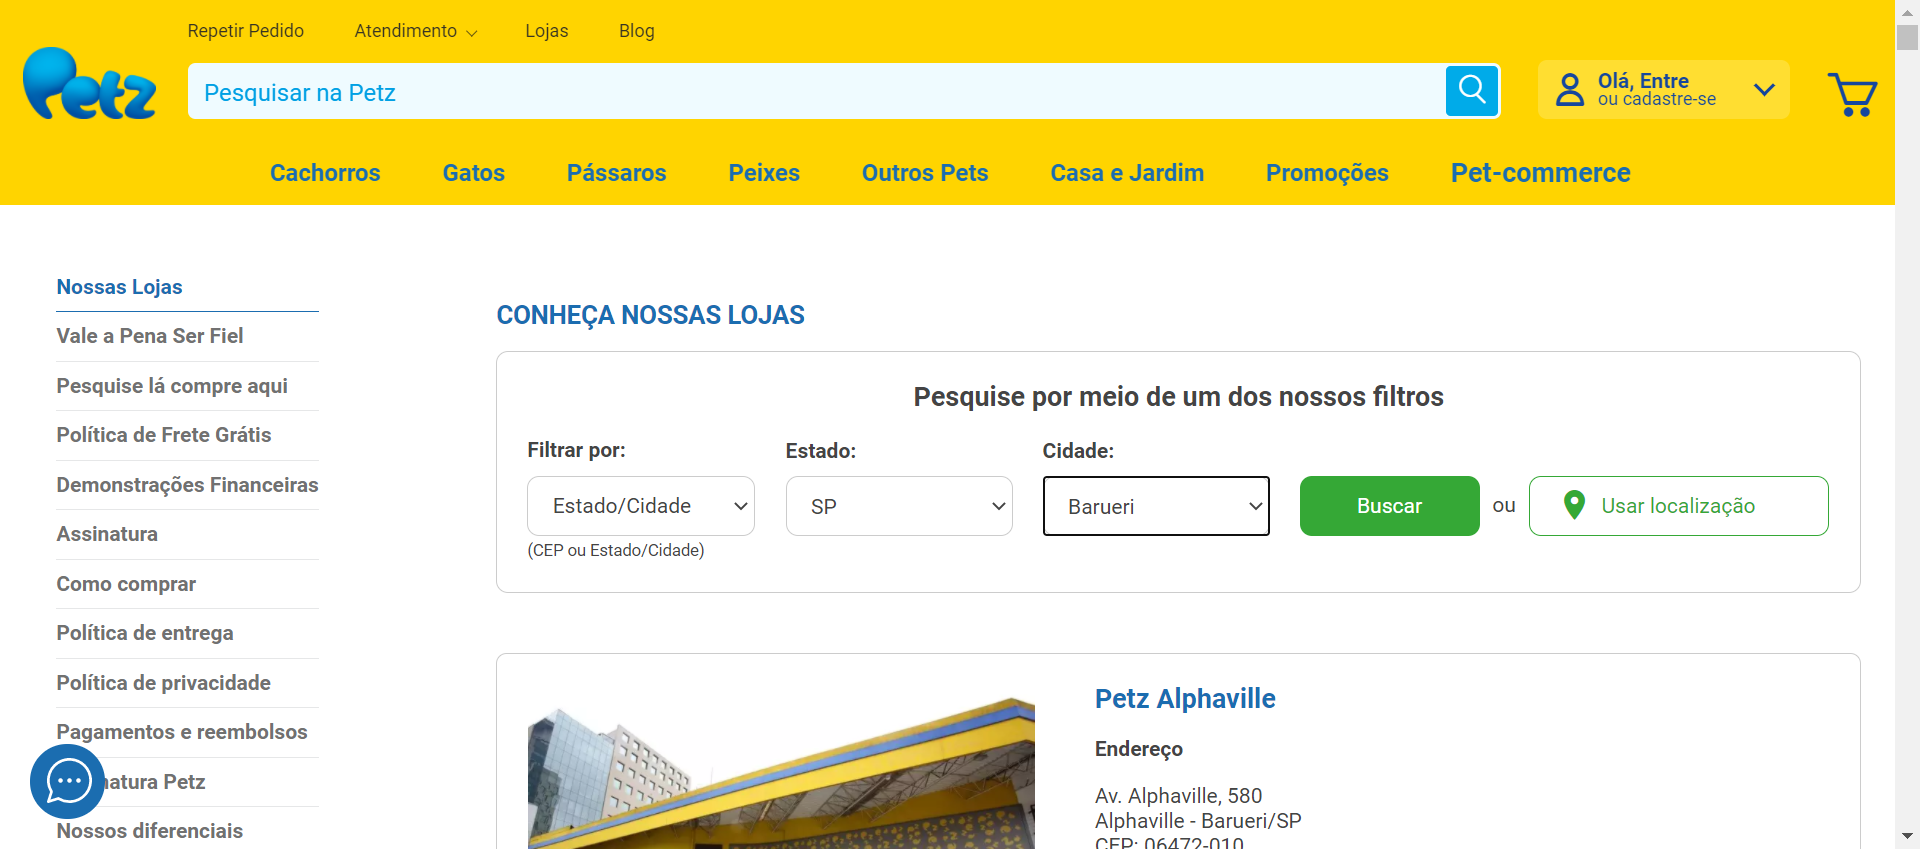 Repetir Pedido
Atendimento
Lojas
Blog
Petz
Pesquisar na Petz
Olá, Entre
ou cadastre-se
Cachorros
Gatos
Pássaros
Peixes
Outros Pets
Casa e Jardim
Promoções
Pet-commerce
Nossas Lojas
Vale a Pena Ser Fiel
Pesquise lá compre aqui
Política de Frete Grátis
Demonstrações Financeiras
Assinatura
Como comprar
Política de entrega
Política de privacidade
Pagamentos e reembolsos
natura Petz
Nossos diferenciais
CONHEÇA NOSSAS LOJAS
Pesquise por meio de um dos nossos filtros
Filtrar por:
Estado:
Cidade:
Estado/Cidade
SP
Barueri
Buscar
ou
Usar localização
(CEP ou Estado/Cidade)
Petz Alphaville
Endereço
Av. Alphaville, 580
Alphaville - Barueri/SP
CEP: 06472-010